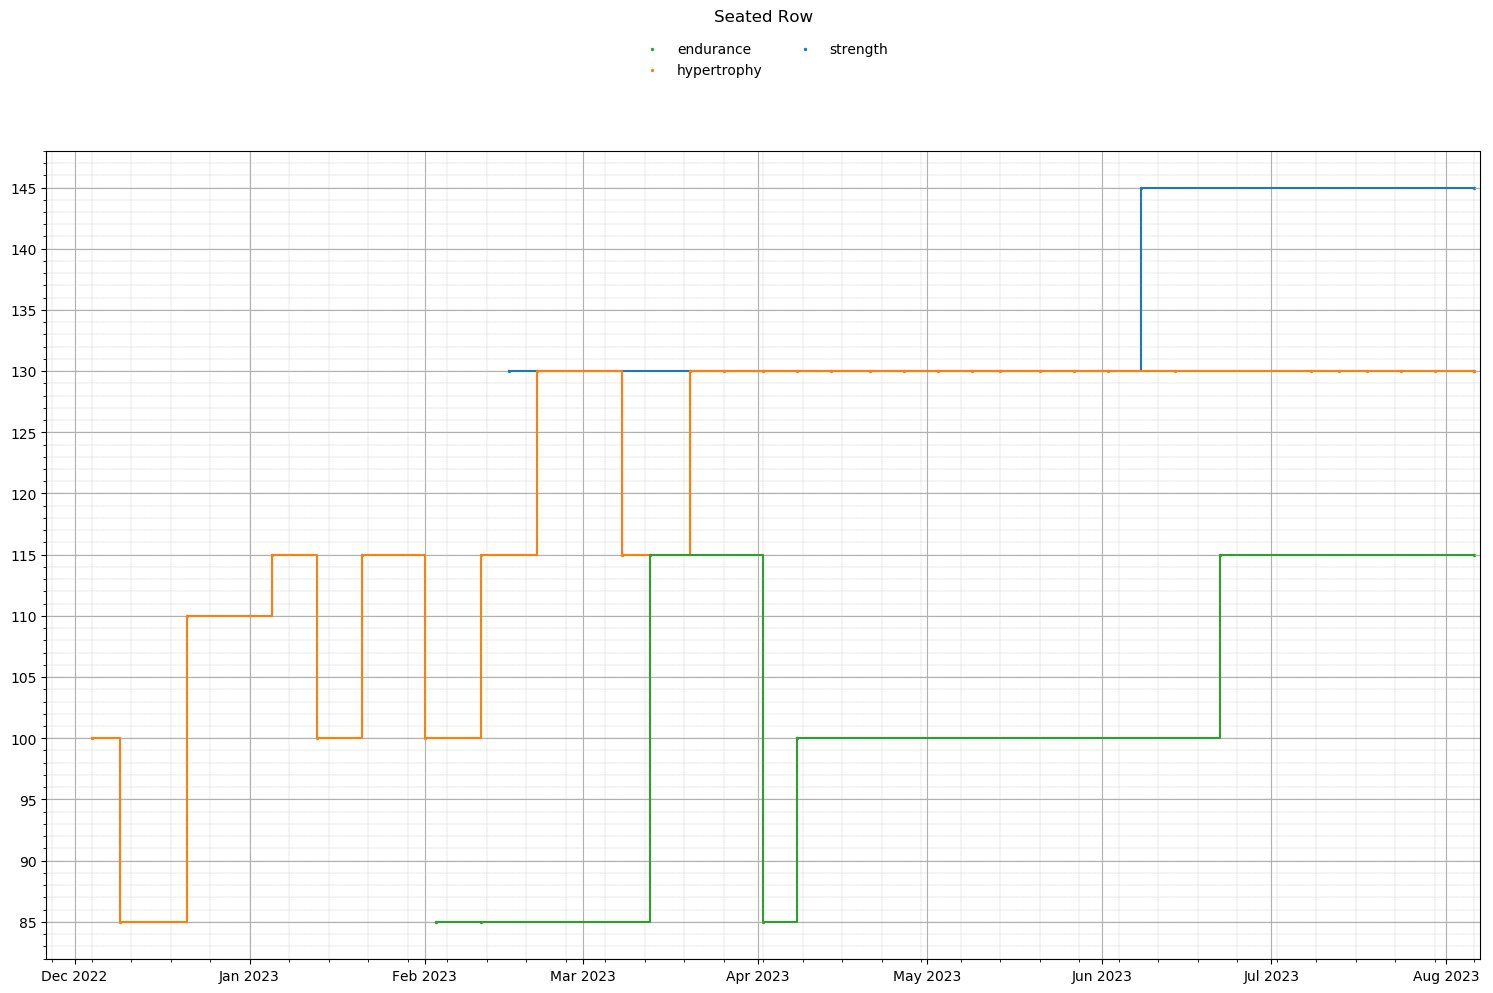 Seated Row
endurance
hypertrophy
strength
145
140
135
130
125
120
115
110
105
100
95
90
85
Dec 2022
Jan 2023
Feb 2023
Mar 2023
Apr 2023
May 2023
Jun 2023
Jul 2023
Aug 2023